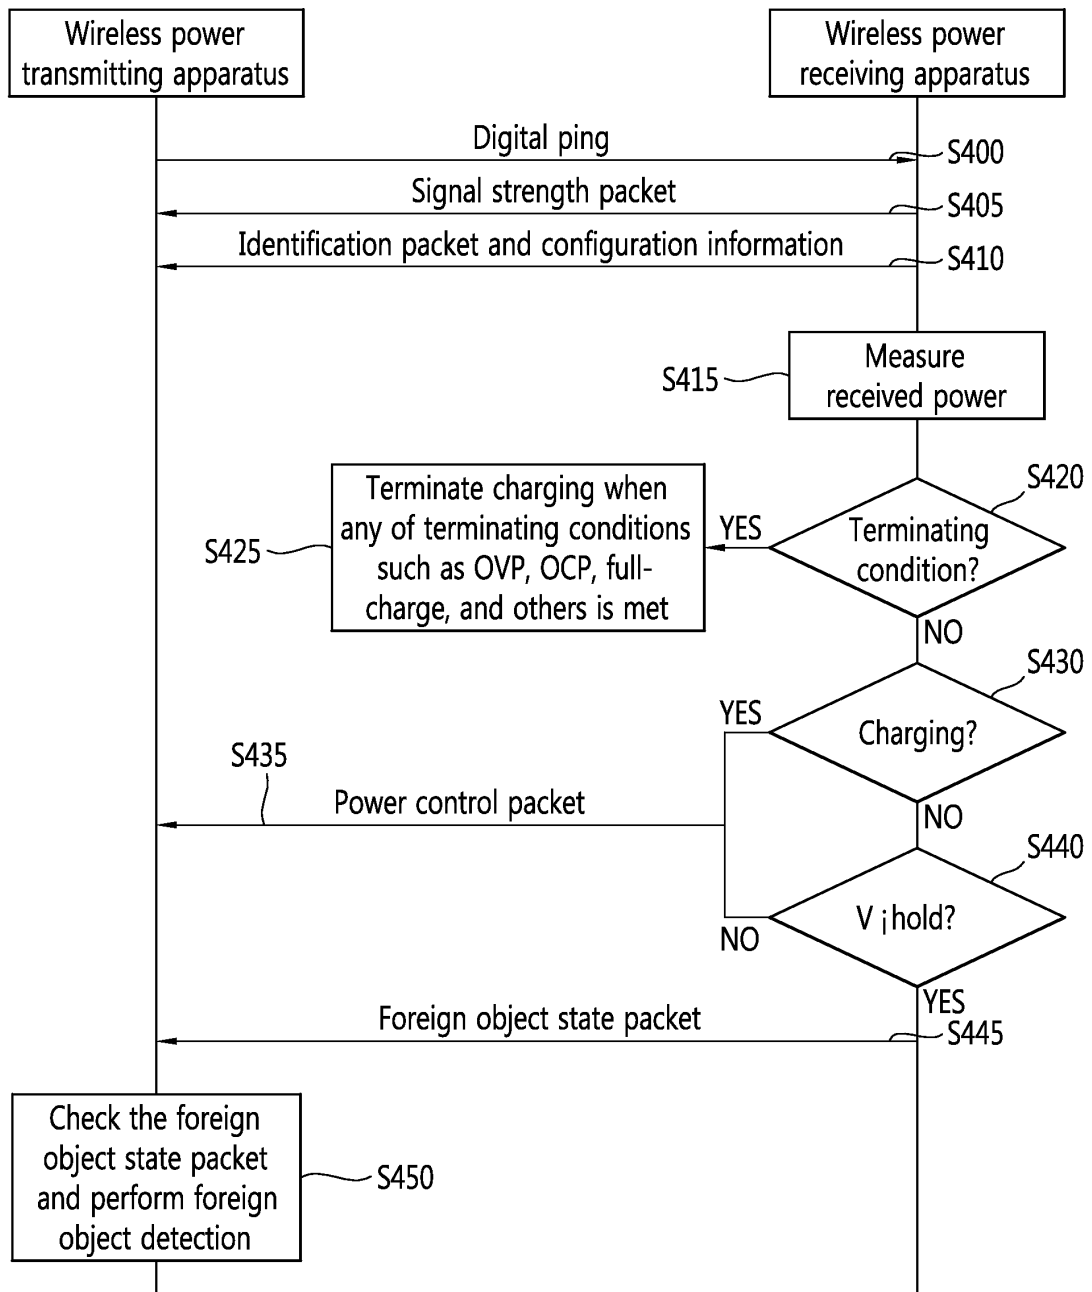 Wireless power
transmitting apparatus
Wireless power
receiving apparatus
Digital ping
S400
Signal strength packet
S405
Identification packet and configuration information
S410
Measure
received power
S415
S420
Terminating
condition?
YES
NO
Terminate charging when
any of terminating conditions
such as OVP, OCP, full-
charge, and others is met
S425
S430
Charging?
YES
NO
S435
Power control packet
S440
V ¡hold?
NO
YES
Foreign object state packet
S445
Check the foreign
object state packet
and perform foreign
object detection
S450